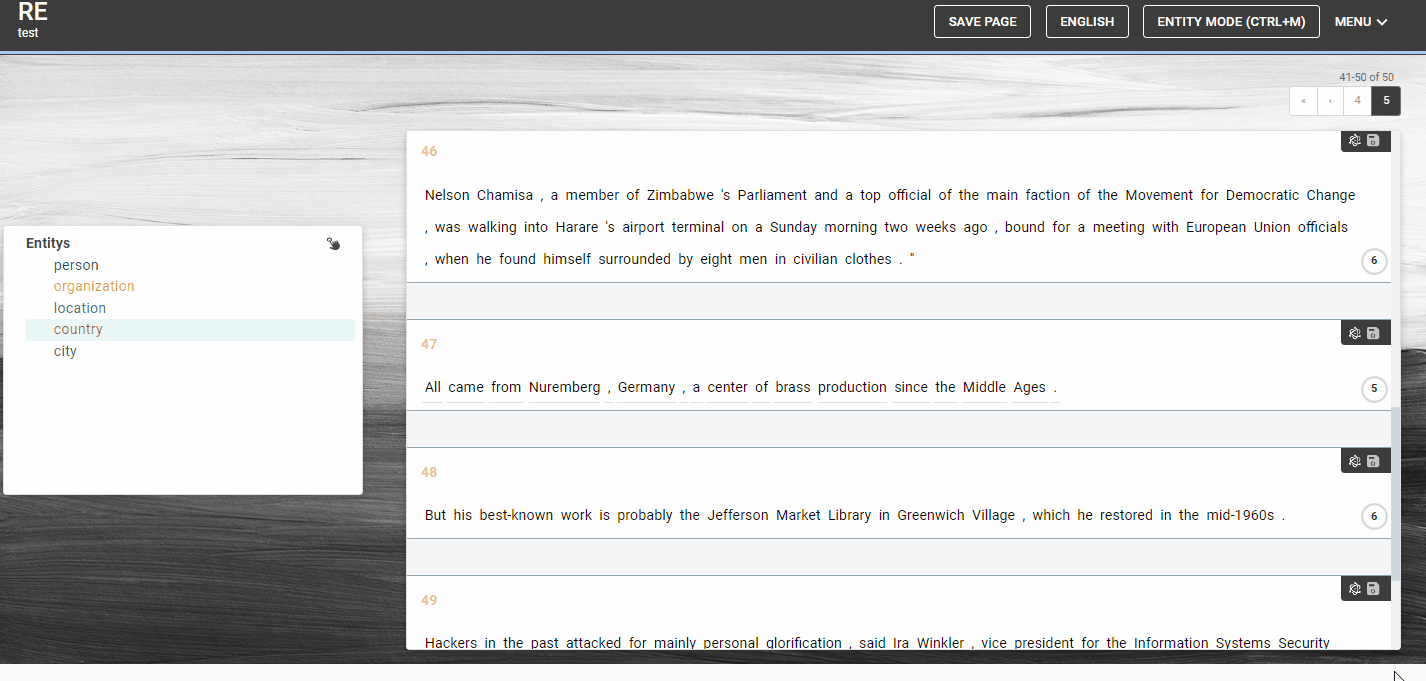 RE
test
SAVE PAGE
ENGLISH
ENTITY MODE (CTRL+M)
MENU
41-50 of 50
«
‹
4
5
Entitys
person
organization
location
country
city
46
Nelson Chamisa , a member of Zimbabwe 's Parliament and a top official of the main faction of the Movement for Democratic Change
, was walking into Harare 's airport terminal on a Sunday morning two weeks ago , bound for a meeting with European Union officials
, when he found himself surrounded by eight men in civilian clothes . "
6
47
All came from Nuremberg , Germany , a center of brass production since the Middle Ages .
5
48
But his best-known work is probably the Jefferson Market Library in Greenwich Village , which he restored in the mid-1960s .
6
49
Hackers in the past attacked for mainly personal glorification , said Ira Winkler , vice president for the Information Systems Security